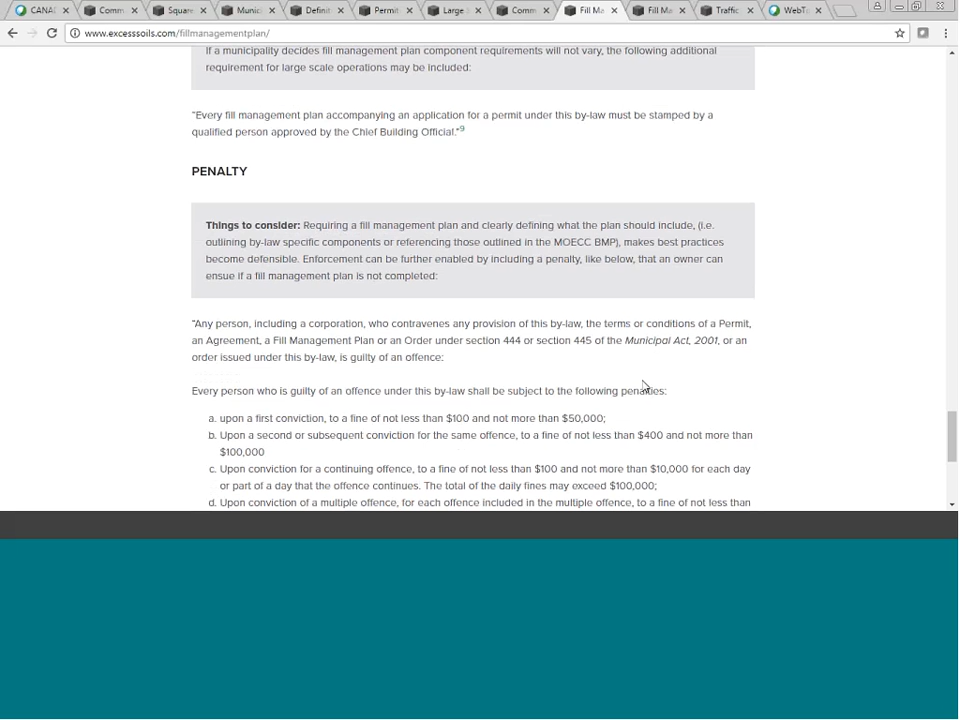 CANA
Comm
Square
Munic
Definit
Permit
Large
Comm
Fill Ma
Fill Ma
Traffic
WebTu
www.excesssoils.com/fillmanagementplan/
If a municipality decides fill management plan component requirements will not vary, the following additional
requirement for large scale operations may be included:
"Every fill management plan accompanying an application for a permit under this by-law must be stamped by a
qualified person approved by the Chief Building Official."9
PENALTY
Things to consider: Requiring a fill management plan and clearly defining what the plan should include, (i.e.
outlining by-law specific components or referencing those outlined in the MOECC BMP), makes best practices
become defensible. Enforcement can be further enabled by including a penalty, like below, that an owner can
ensue if a fill management plan is not completed:
"Any person, including a corporation, who contravenes any provision of this by-law, the terms or conditions of a Permit,
an Agreement, a Fill Management Plan or an Order under section 444 or section 445 of the Municipal Act, 2001, or an
order issued under this by-law, is guilty of an offence:
Every person who is guilty of an offence under this by-law shall be subject to the following penalties:
a. upon a first conviction, to a fine of not less than $100 and not more than $50,000;
b. Upon a second or subsequent conviction for the same offence, to a fine of not less than $400 and not more than
$100,000
c. Upon conviction for a continuing offence, to a fine of not less than $100 and not more than $10,000 for each day
or part of a day that the offence continues. The total of the daily fines may exceed $100,000;
d. Upon conviction of a multiple offence, for each offence included in the multiple offence, to a fine of not less than